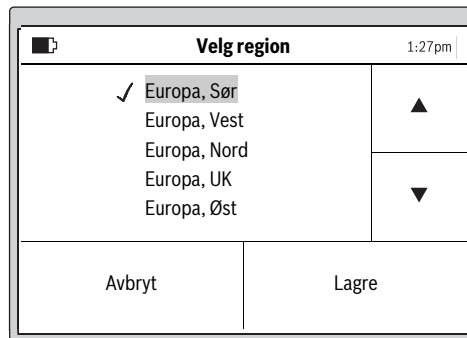 Velg region
1:27pm
Europa, Sør
Europa, Vest
Europa, Nord
Europa, UK
Europa, Øst
Avbryt
Lagre